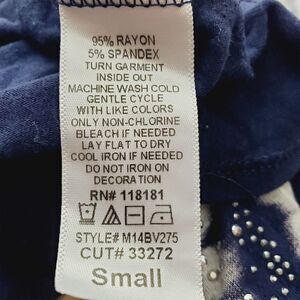 95% RAYON
5% SPANDEX
TURN GARMENT
INSIDE OUT
MACHINE WASH COLD
GENTLE CYCLE
WITH LIKE COLORS
ONLY NON-CHLORINE
BLEACH IF NEEDED
LAY FLAT TO DRY
COOL IRON IF NEEDED
DO NOT IRON ON
DECORATION
RN# 118181
STYLE# M14BV275
CUT# 33272
Small